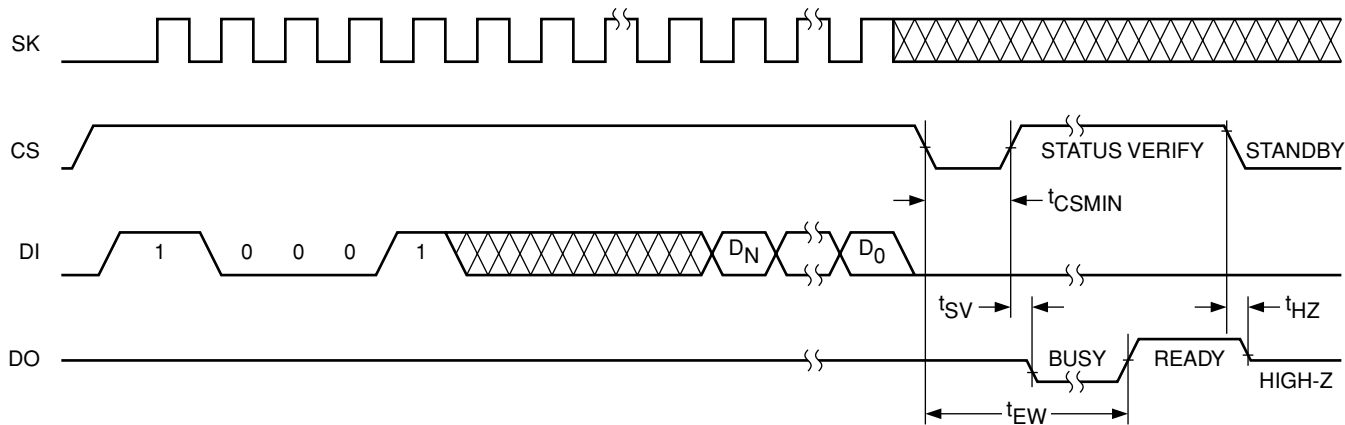 SK
CS
STATUS VERIFY
STANDBY
tCSMIN
DI
1 0 0 0 1
DN
D0
tSV
tHZ
DO
BUSY
READY
HIGH-Z
tEW